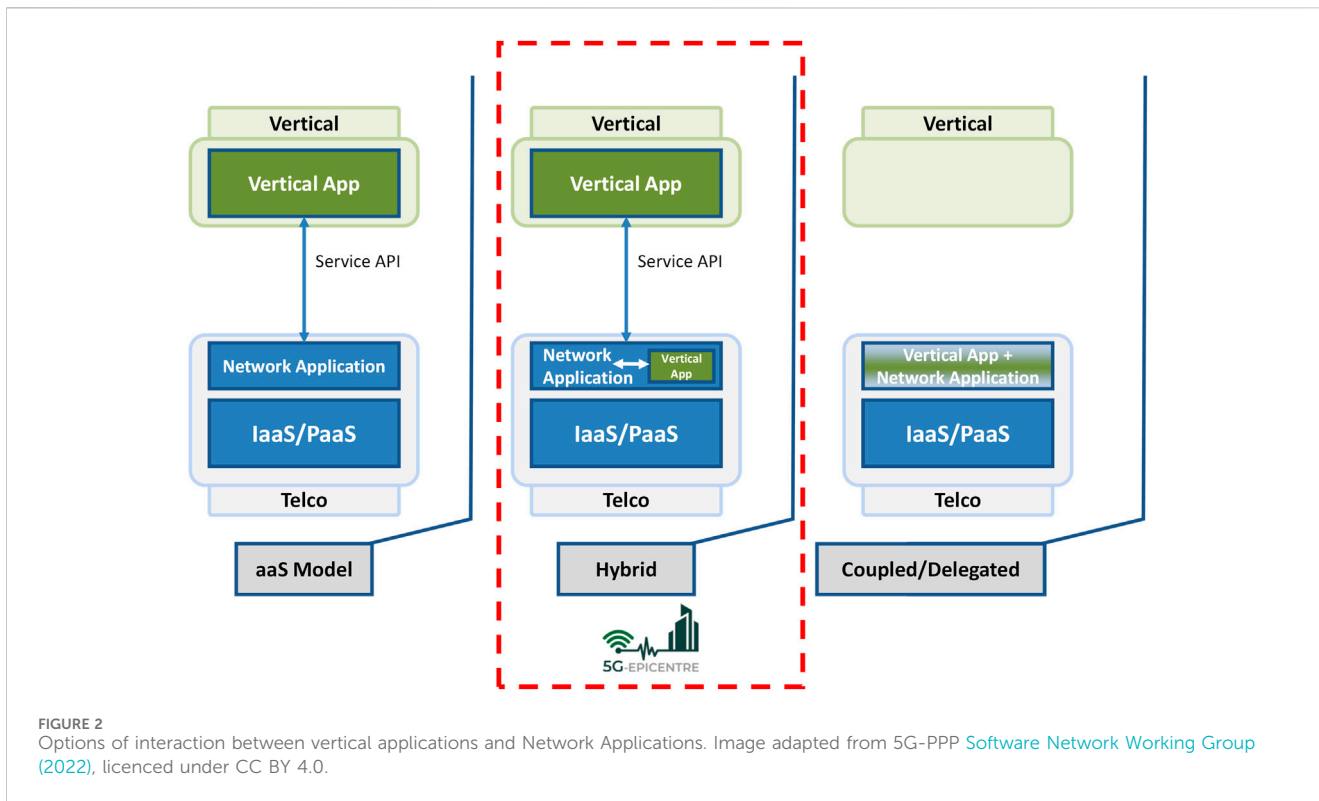 Vertical
Vertical App
Service API
Network Application
IaaS/PaaS
Telco
aaS Model
Vertical
Vertical App
Service API
Network
Application
Vertical
App
IaaS/PaaS
Telco
Hybrid
5G-EPICENTRE
Vertical
Vertical App +
Network Application
IaaS/PaaS
Telco
Coupled/Delegated
FIGURE 2
Options of interaction between vertical applications and Network Applications. Image adapted from 5G-PPP Software Network Working Group
(2022), licenced under CC BY 4.0.